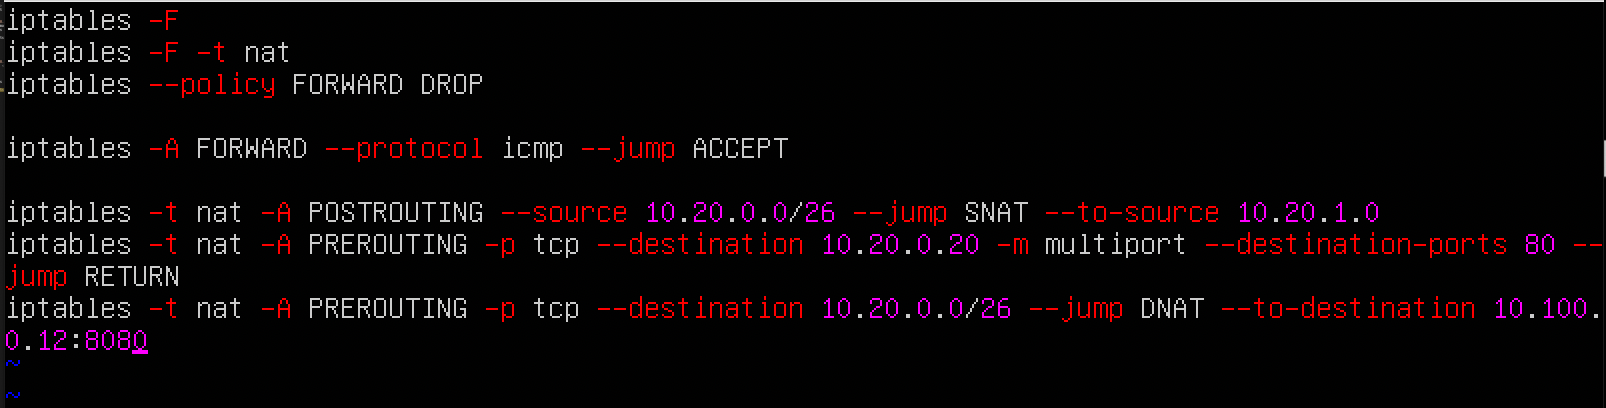 iptables -F
iptables -F -t nat
iptables --policy FORWARD DROP
iptables -A FORWARD --protocol icmp --jump ACCEPT
iptables -t nat -A POSTROUTING --source 10.20.0.0/26 --jump SNAT --to-source 10.20.1.0
iptables -t nat -A PREROUTING -p tcp --destination 10.20.0.20 -m multiport --destination-ports 80 --
jump RETURN
iptables -t nat -A PREROUTING -p tcp --destination 10.20.0.0/26 --jump DNAT --to-destination 10.100.
0.12:8080
~
~